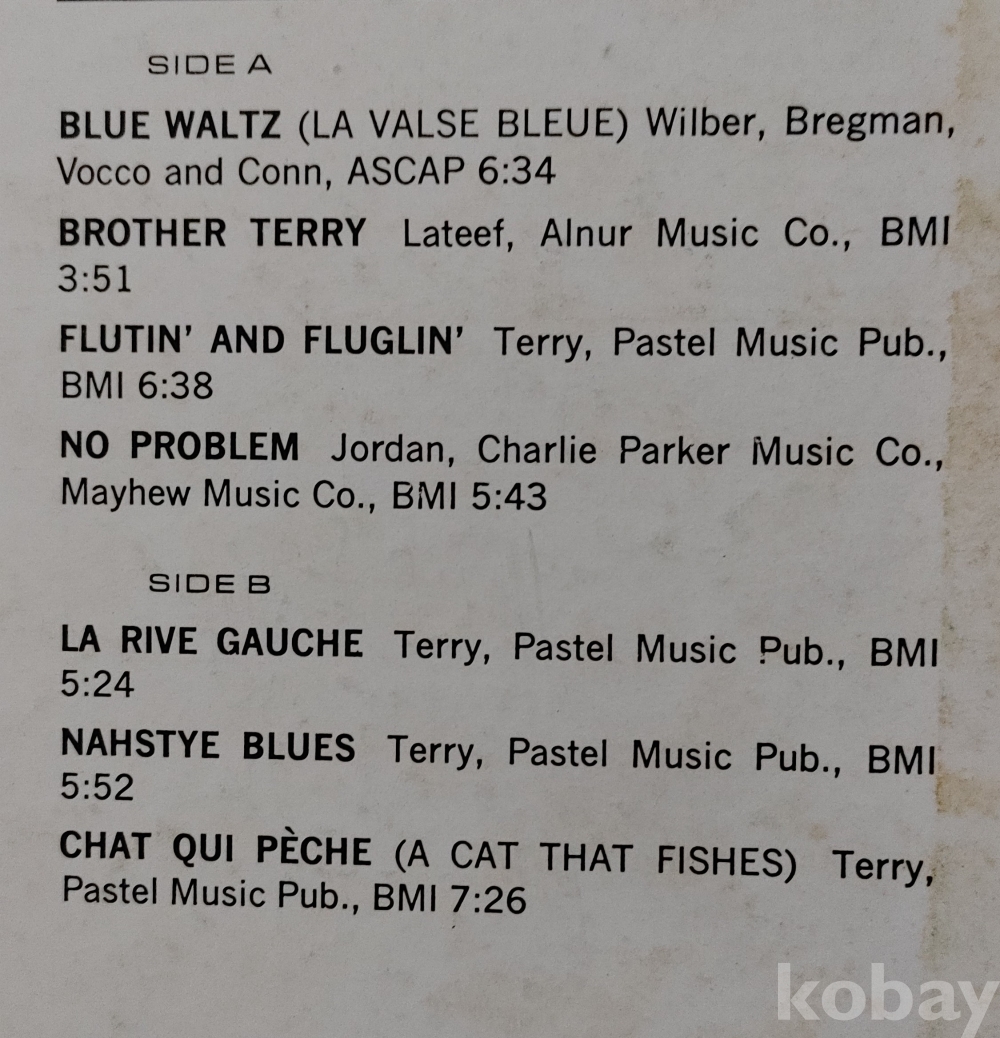 SIDE A
BLUE WALTZ (LA VALSE BLEUE) Wilber, Bregman,
Vocco and Conn, ASCAP 6:34
BROTHER TERRY Lateef, Alnur Music Co., BMI
3:51
FLUTIN' AND FLUGLIN' Terry, Pastel Music Pub.,
BMI 6:38
NO PROBLEM Jordan, Charlie Parker Music Co.,
Mayhew Music Co., BMI 5:43
SIDE B
LA RIVE GAUCHE Terry, Pastel Music Pub., BMI
5:24
NAHSTYE BLUES Terry, Pastel Music Pub., BMI
5:52
CHAT QUI PÈCHE (A CAT THAT FISHES) Terry,
Pastel Music Pub., BMI 7:26
kobay